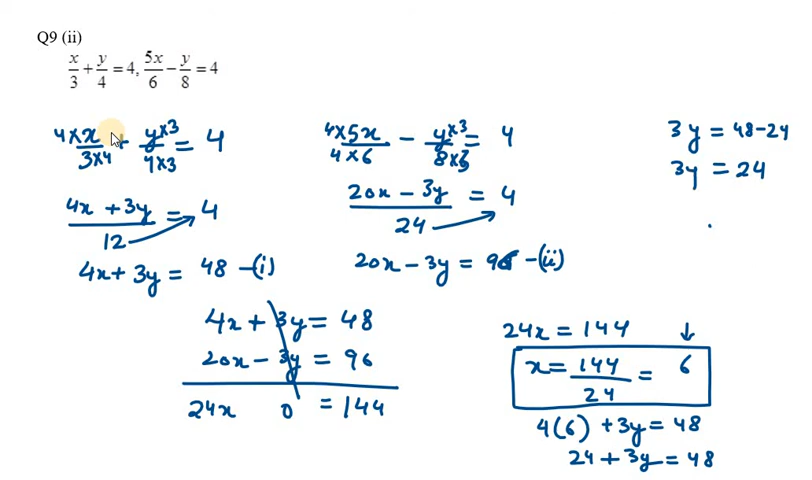 Q9 (ii)
x/3 + y/4 = 4, 5x/6 − y/8 = 4
4×x/3×4 + y×3/4×3 = 4
4x + 3y/12 = 4
4x + 3y = 48 –(i)
4×5x/4×6 − y×3/8×3 = 4
20x − 3y/24 = 4
20x − 3y = 96 –(ii)
4x + 3y = 48
20x − 3y = 96
24x 0 = 144
24x = 144 ↓
x = 144/24 = 6
4(6) + 3y = 48
24 + 3y = 48
3y = 48-24
3y = 24